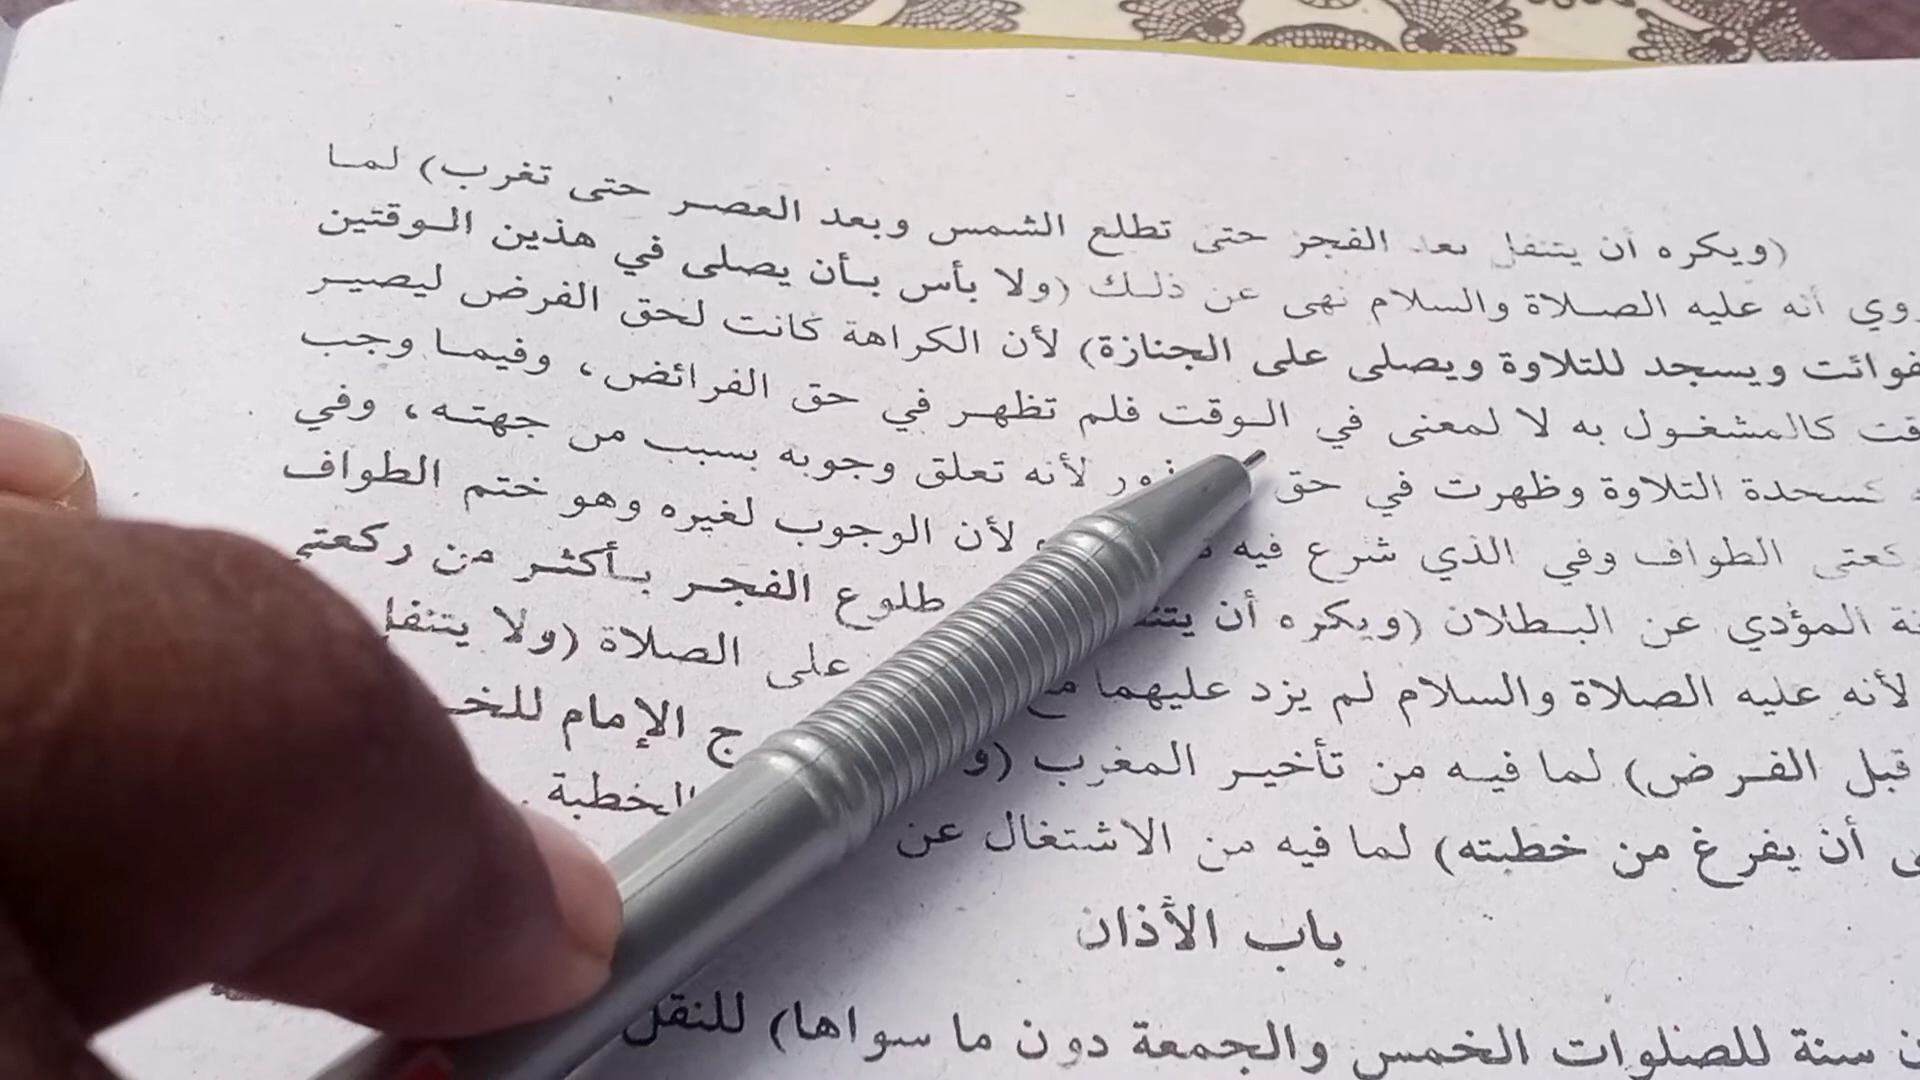 (ويكره أن يتنفل بعد الفجر حتى تطلع الشمس وبعد العصر حتى تغرب) لما
روي أنه عليه الصلاة والسلام نهى عن ذلك (ولا بأس بأن يصلى في هذين الوقتين
فوائت ويسجد للتلاوة ويصلى على الجنازة) لأن الكراهة كانت لحق الفرض ليصير
قت كالمشغول به لا لمعنى في الوقت فلم تظهر في حق الفرائض، وفيما وجب
كسجدة التلاوة وظهرت في حق لأنه تعلق وجوبه بسبب من جهته، وفي
كعتي الطواف وفي الذي شرع فيه لأن الوجوب لغيره وهو ختم الطواف
المؤدي عن البطلان (ويكره أن طلوع الفجر بأكثر من ركعتي
لأنه عليه الصلاة والسلام لم يزد عليهما على الصلاة (ولا يتنفل
قبل الفرض) لما فيه من تأخير المغرب (و ج الإمام للخ
أن يفرغ من خطبته) لما فيه من الاشتغال عن الخطبة.
باب الأذان
سنة للصلوات الخمس والجمعة دون ما سواها) للنقل